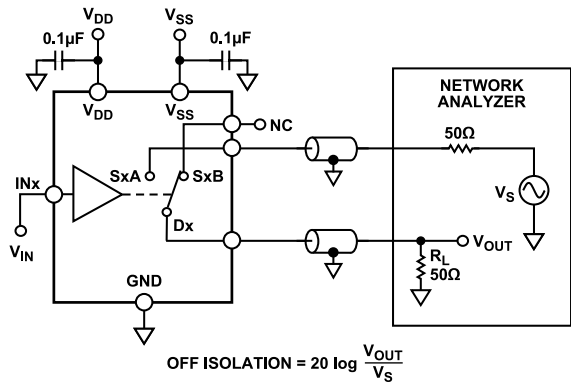 VDD
VSS
0.1µF
0.1µF
VDD
VSS
NC
NETWORK
ANALYZER
50Ω
SxA
SxB
INx
VS
Dx
VOUT
VIN
RL
50Ω
GND
OFF ISOLATION = 20 log VOUT
VS